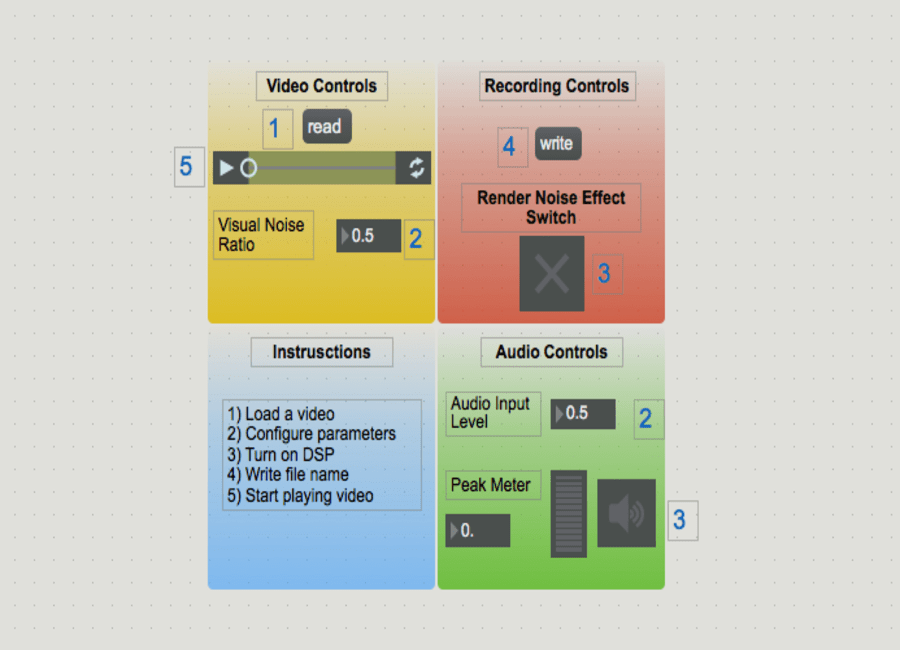 Video Controls
1
read
5
Visual Noise
Ratio
0.5
2
Recording Controls
4
write
Render Noise Effect
Switch
3
Instrusctions
1) Load a video
2) Configure parameters
3) Turn on DSP
4) Write file name
5) Start playing video
Audio Controls
Audio Input
Level
0.5
2
Peak Meter
0.
3